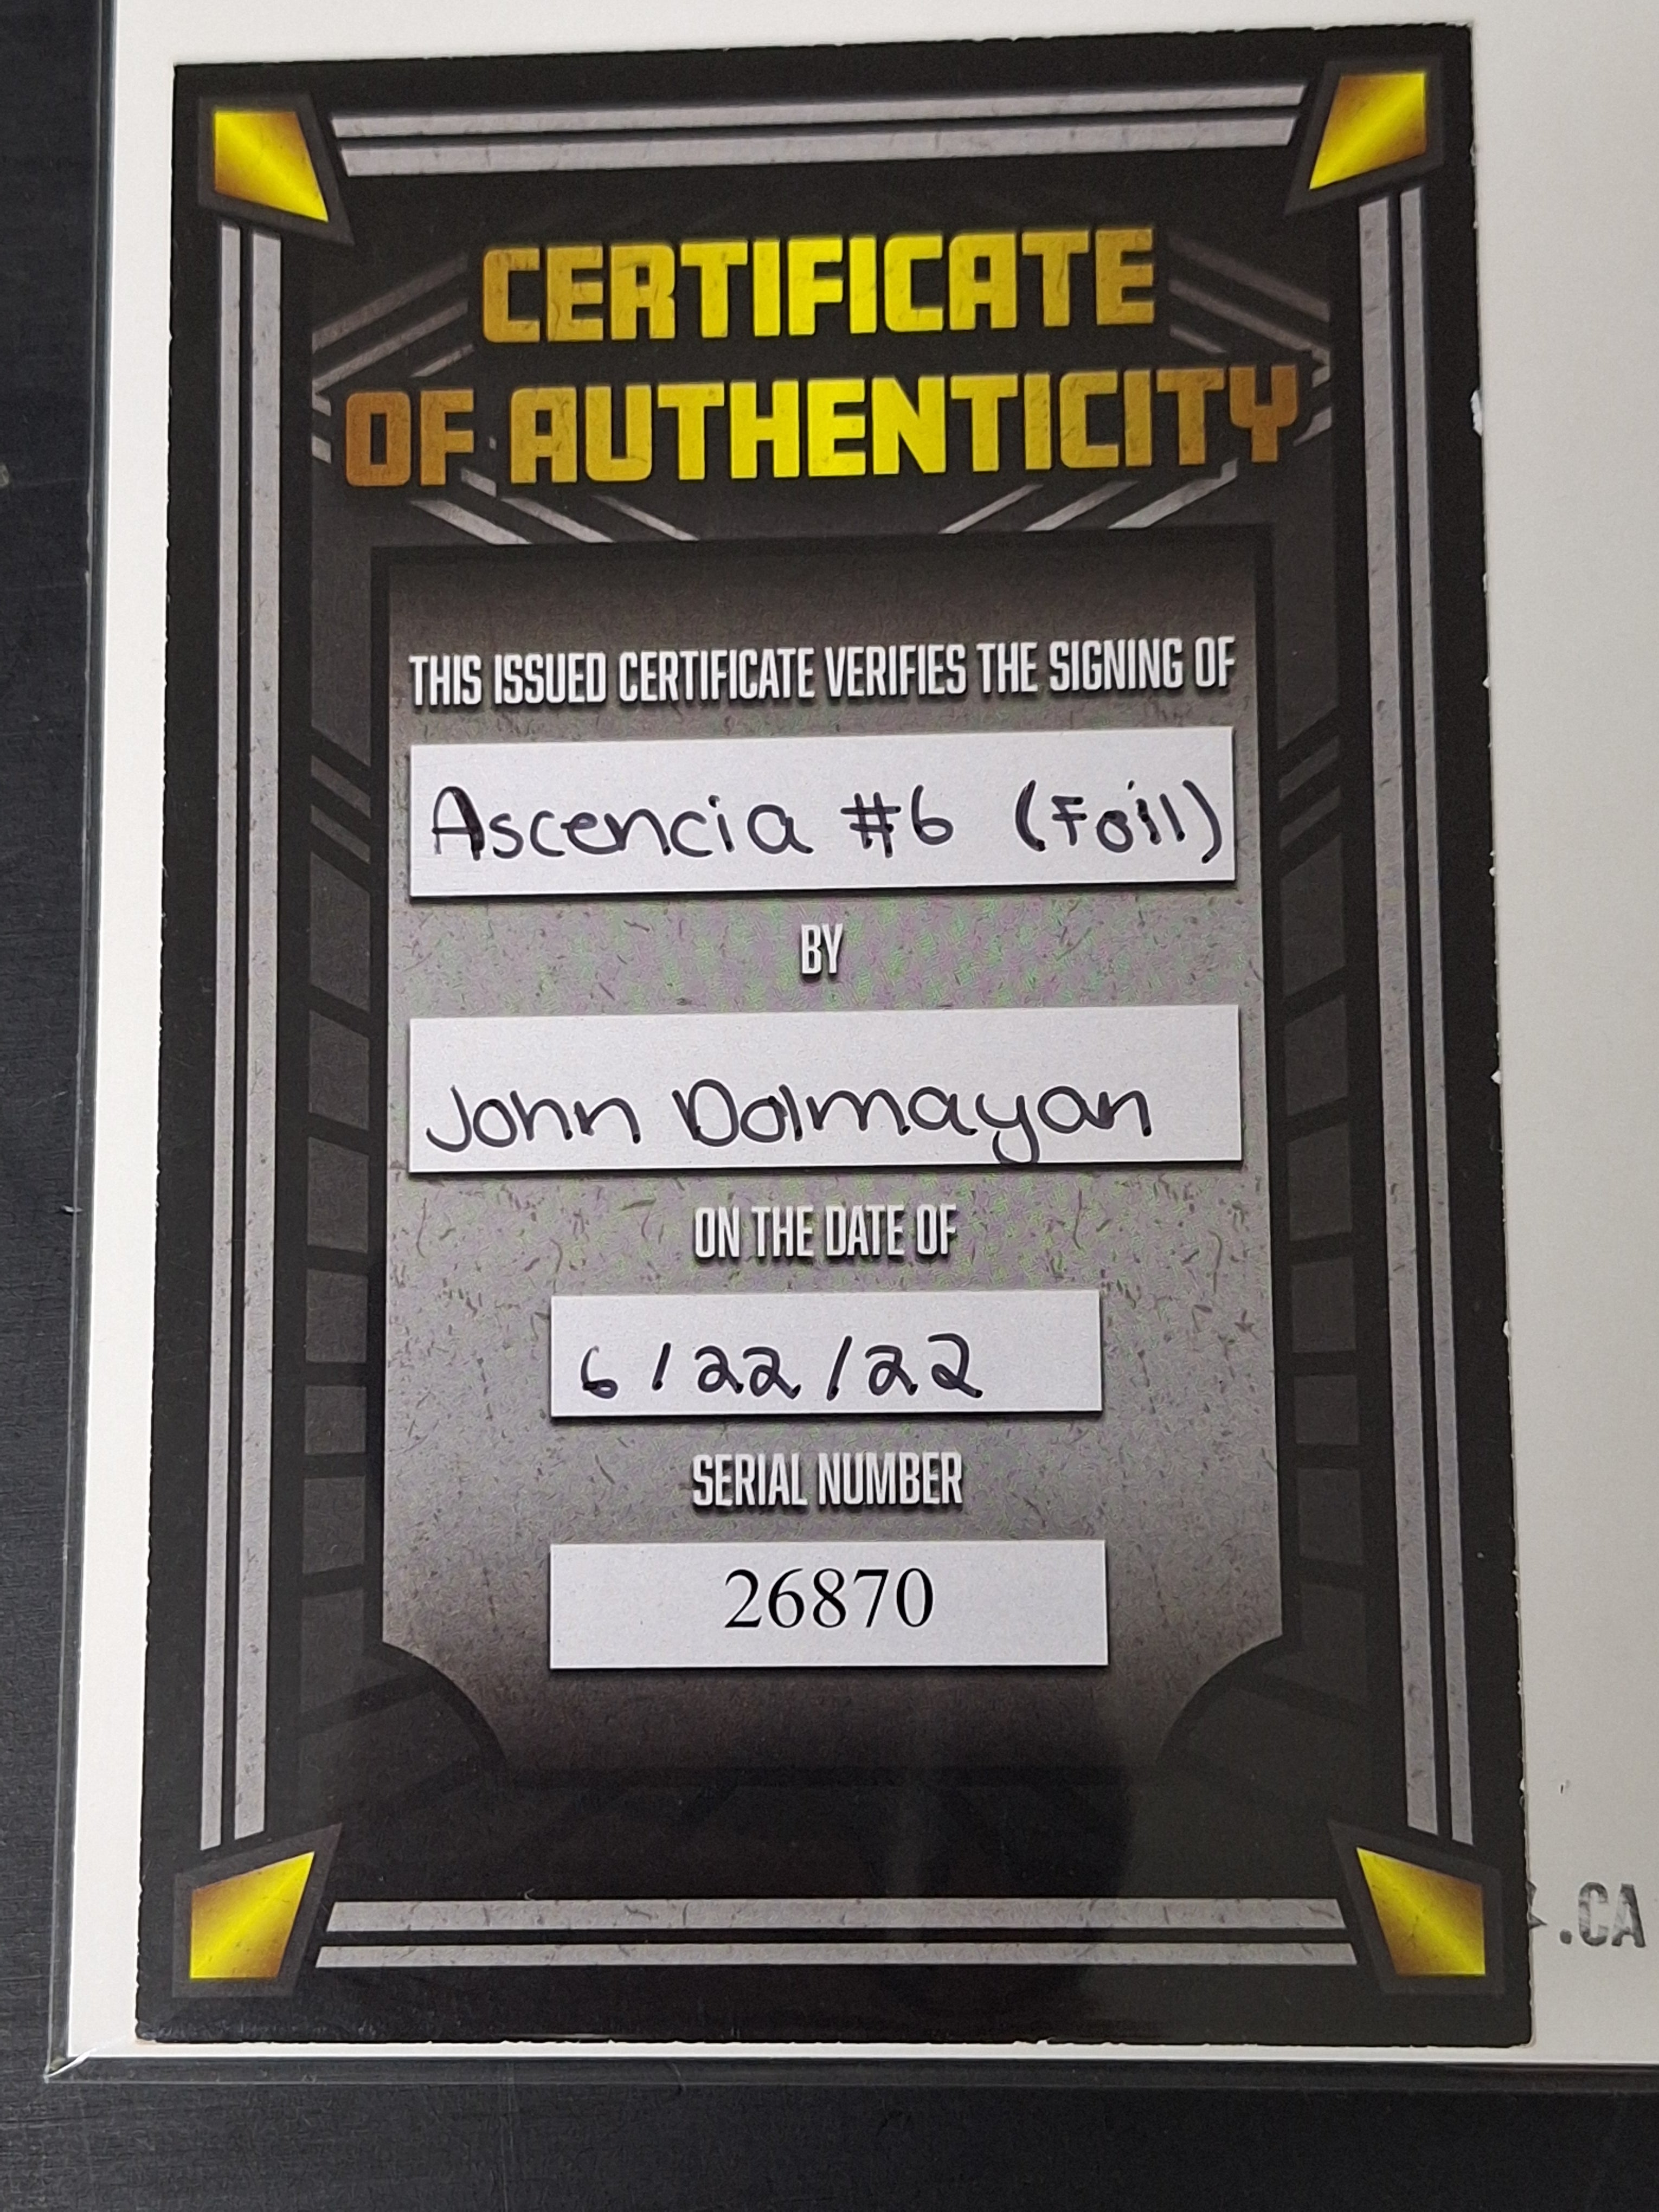 CERTIFICATE
OF AUTHENTICITY
THIS ISSUED CERTIFICATE VERIFIES THE SIGNING OF
Ascencia #6 (Foil)
BY
John Dolmayan
ON THE DATE OF
6/22/22
SERIAL NUMBER
26870
.CA